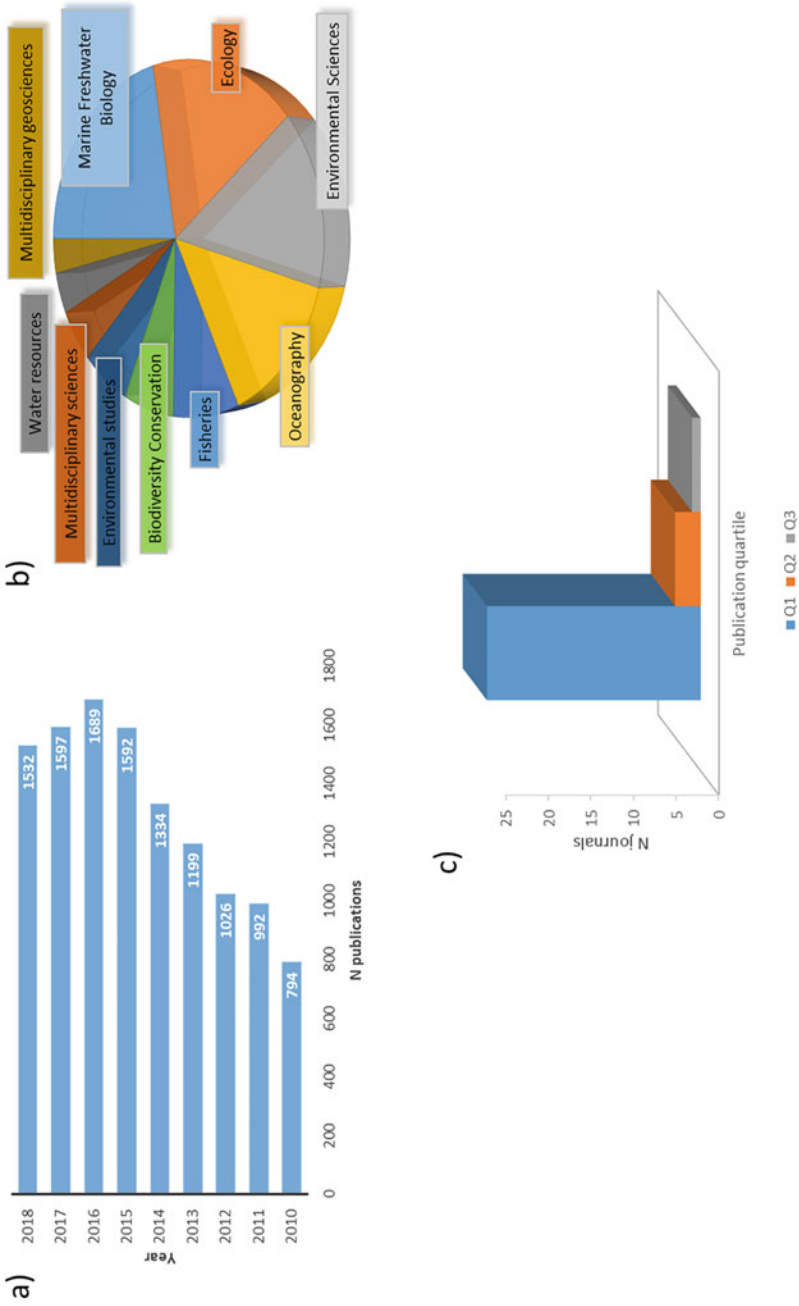 a)
Year
2018
2017
2016
2015
2014
2013
2012
2011
2010
1532
1597
1689
1592
1334
1199
1026
992
794
0 200 400 600 800 1000 1200 1400 1600 1800
N publications
b)
Multidisciplinary geosciences
Marine Freshwater
Biology
Ecology
Environmental Sciences
Oceanography
Fisheries
Biodiversity Conservation
Environmental studies
Multidisciplinary sciences
Water resources
c)
N journals
25
20
15
10
5
0
Publication quartile
Q1 Q2 Q3